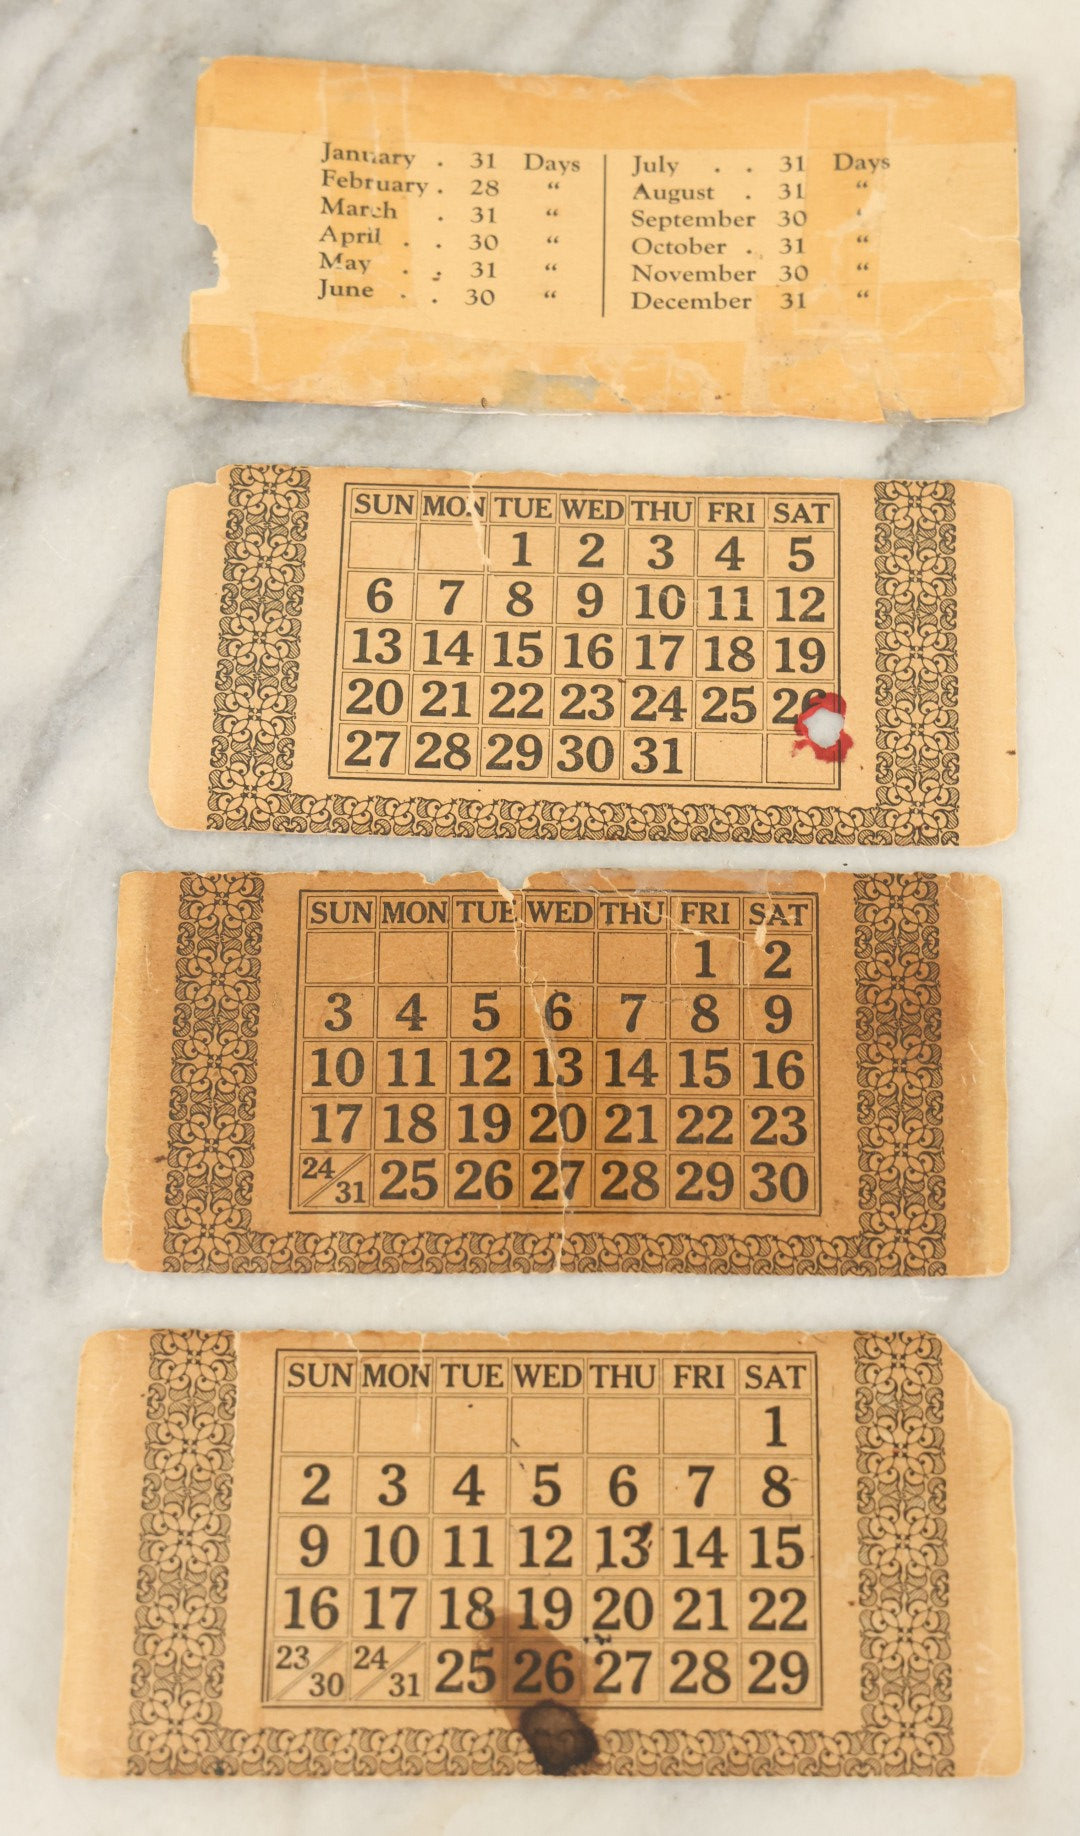 January . 31 Days
February . 28 “
March . 31 “
April . . 30 “
May . . 31 “
June . . 30 “
July . . 31 Days
August . 31 “
September 30 “
October . 31 “
November 30 “
December 31 “
SUN MON TUE WED THU FRI SAT
1 2 3 4 5
6 7 8 9 10 11 12
13 14 15 16 17 18 19
20 21 22 23 24 25 26
27 28 29 30 31
SUN MON TUE WED THU FRI SAT
1 2
3 4 5 6 7 8 9
10 11 12 13 14 15 16
17 18 19 20 21 22 23
24/31 25 26 27 28 29 30
SUN MON TUE WED THU FRI SAT
1
2 3 4 5 6 7 8
9 10 11 12 13 14 15
16 17 18 19 20 21 22
23/30 24/31 25 26 27 28 29